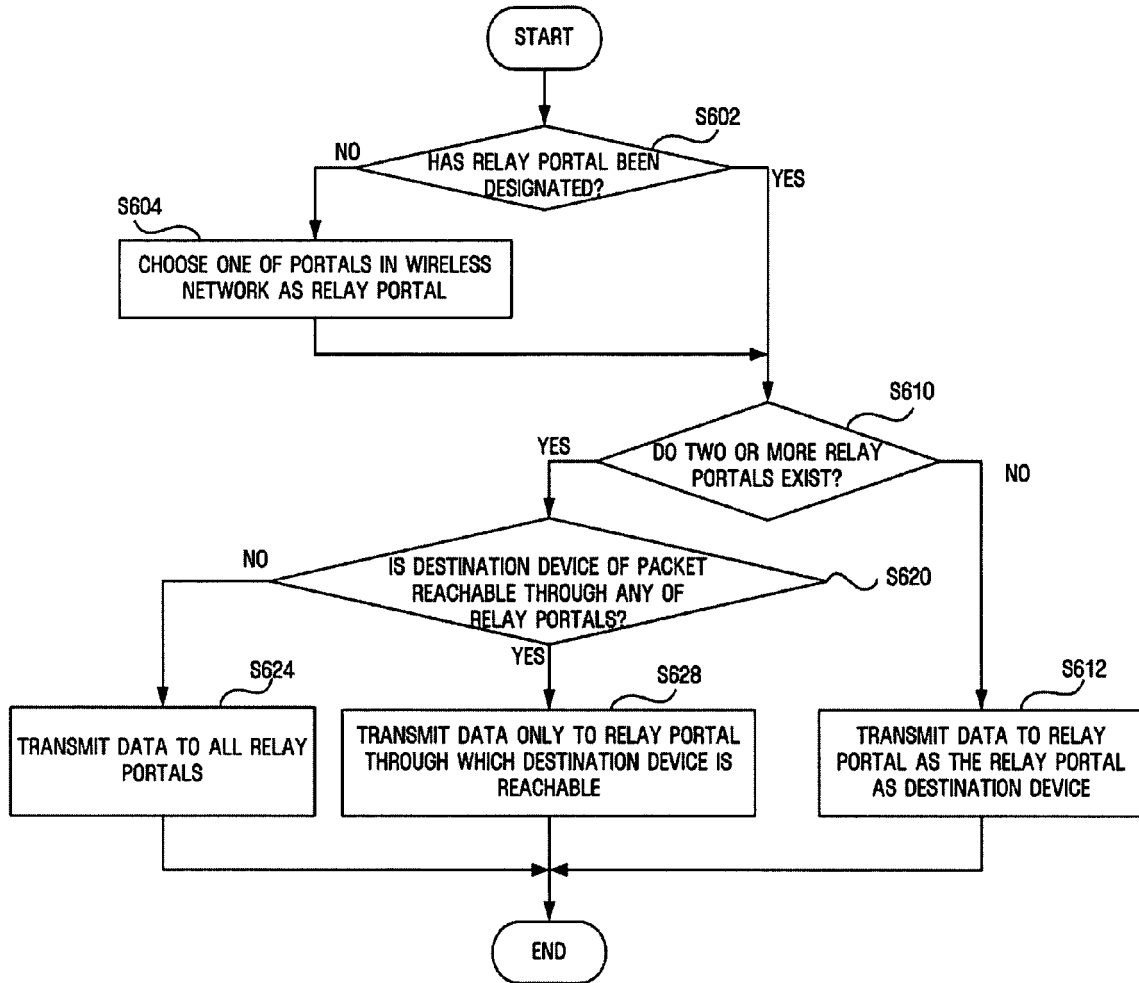 START
S602
NO
HAS RELAY PORTAL BEEN
DESIGNATED?
YES
S604
CHOOSE ONE OF PORTALS IN WIRELESS
NETWORK AS RELAY PORTAL
S610
YES
DO TWO OR MORE RELAY
PORTALS EXIST?
NO
NO
IS DESTINATION DEVICE OF PACKET
REACHABLE THROUGH ANY OF
RELAY PORTALS?
S620
YES
S624
TRANSMIT DATA TO ALL RELAY
PORTALS
S628
TRANSMIT DATA ONLY TO RELAY PORTAL
THROUGH WHICH DESTINATION DEVICE IS
REACHABLE
S612
TRANSMIT DATA TO RELAY
PORTAL AS THE RELAY PORTAL
AS DESTINATION DEVICE
END